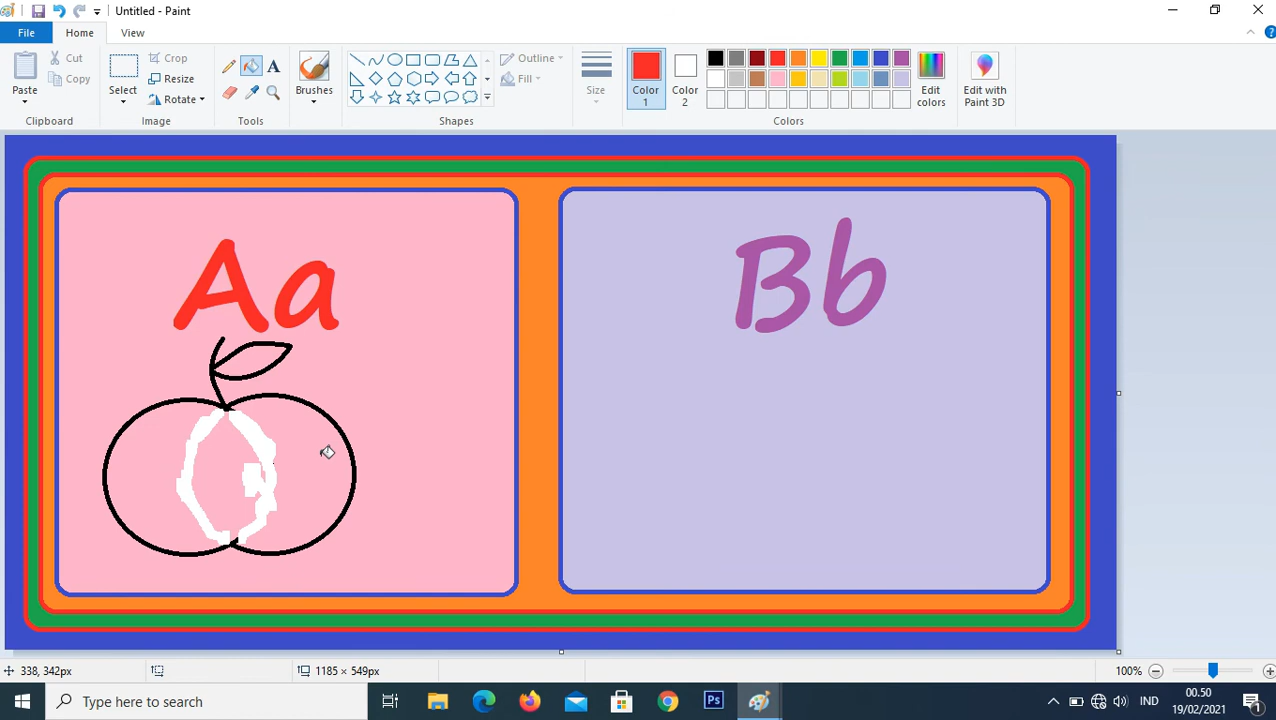 Untitled - Paint
File Home View
Paste
Cut
Copy
Clipboard
Select
Crop
Resize
Rotate
Image
A
Tools
Brushes
Outline
Fill
Shapes
Size
Color 1
Color 2
Edit colors
Colors
Edit with Paint 3D
Aa
Bb
338, 342px
1185 × 549px
100%
Type here to search
Ps
IND
00.50
19/02/2021
1